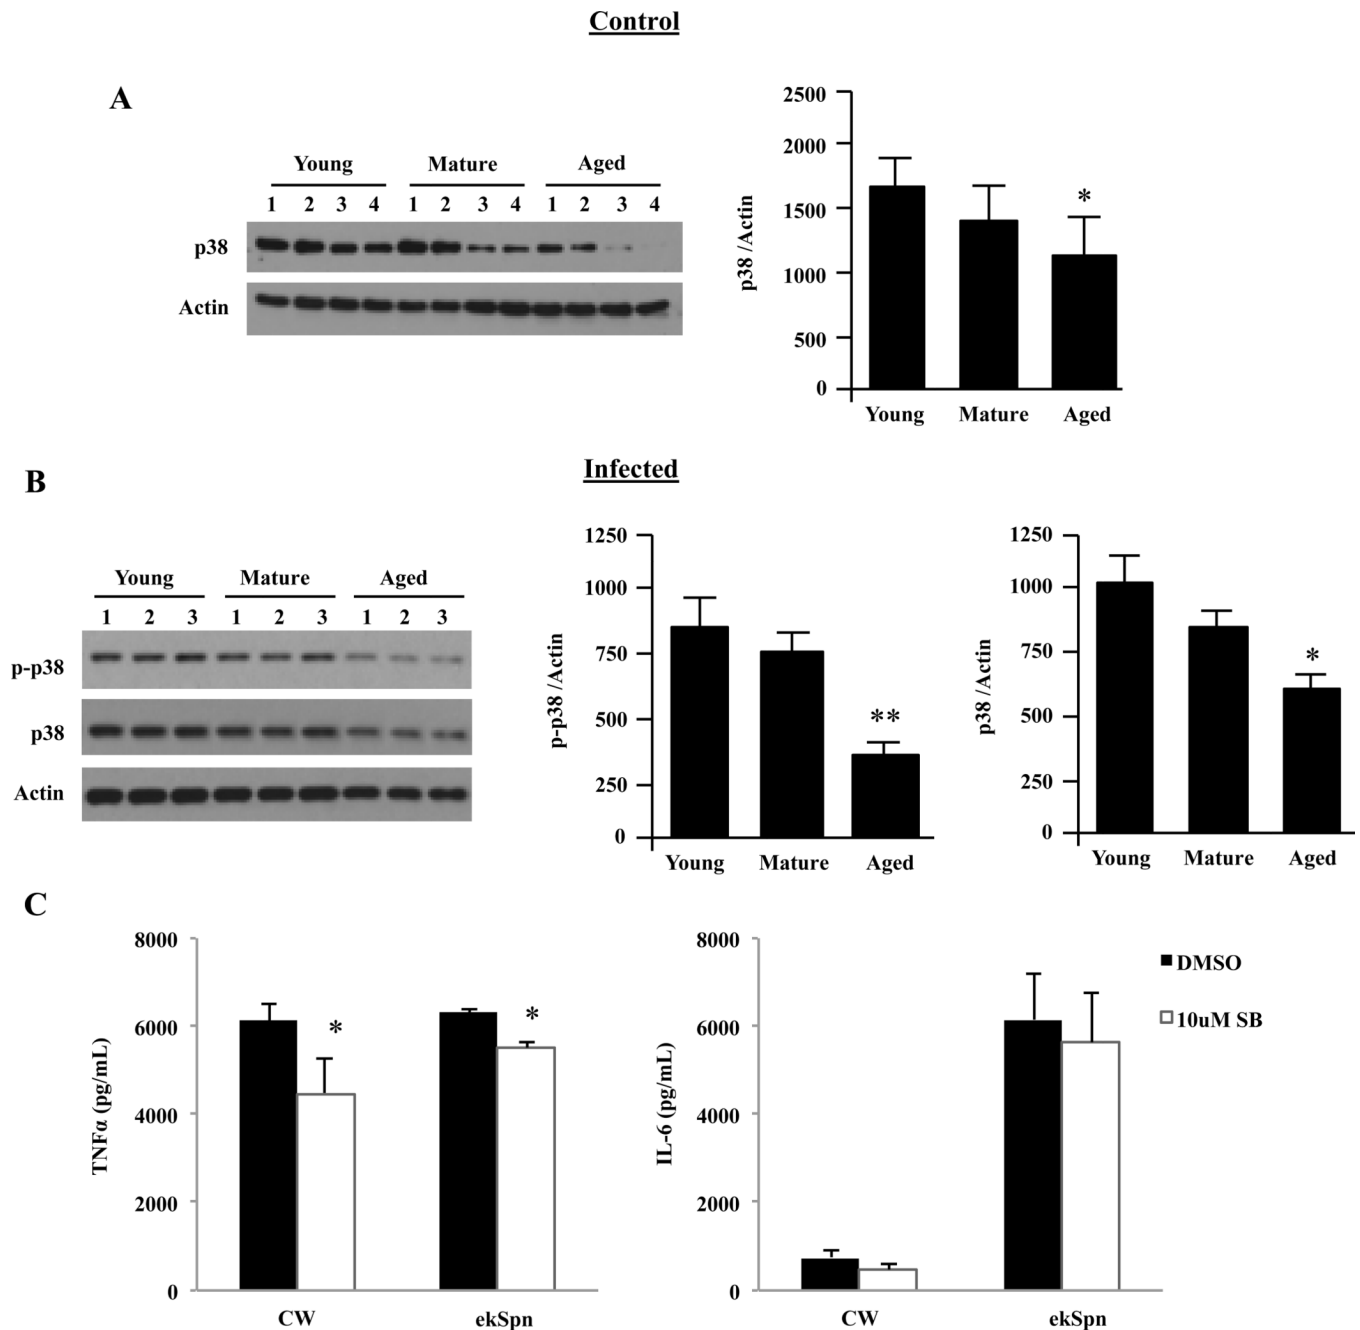 Control
A
Young Mature Aged
1 2 3 4 1 2 3 4 1 2 3 4
p38
Actin
p38 /Actin
2500
2000
1500
1000
500
0
Young Mature Aged
Infected
B
Young Mature Aged
1 2 3 1 2 3 1 2 3
p-p38
p38
Actin
p-p38 /Actin
1250
1000
750
500
250
0
**
Young Mature Aged
p38 /Actin
1250
1000
750
500
250
0
*
Young Mature Aged
C
TNFα (pg/mL)
8000
6000
4000
2000
0
* *
CW ekSpn
IL-6 (pg/mL)
8000
6000
4000
2000
0
CW ekSpn
DMSO
10uM SB